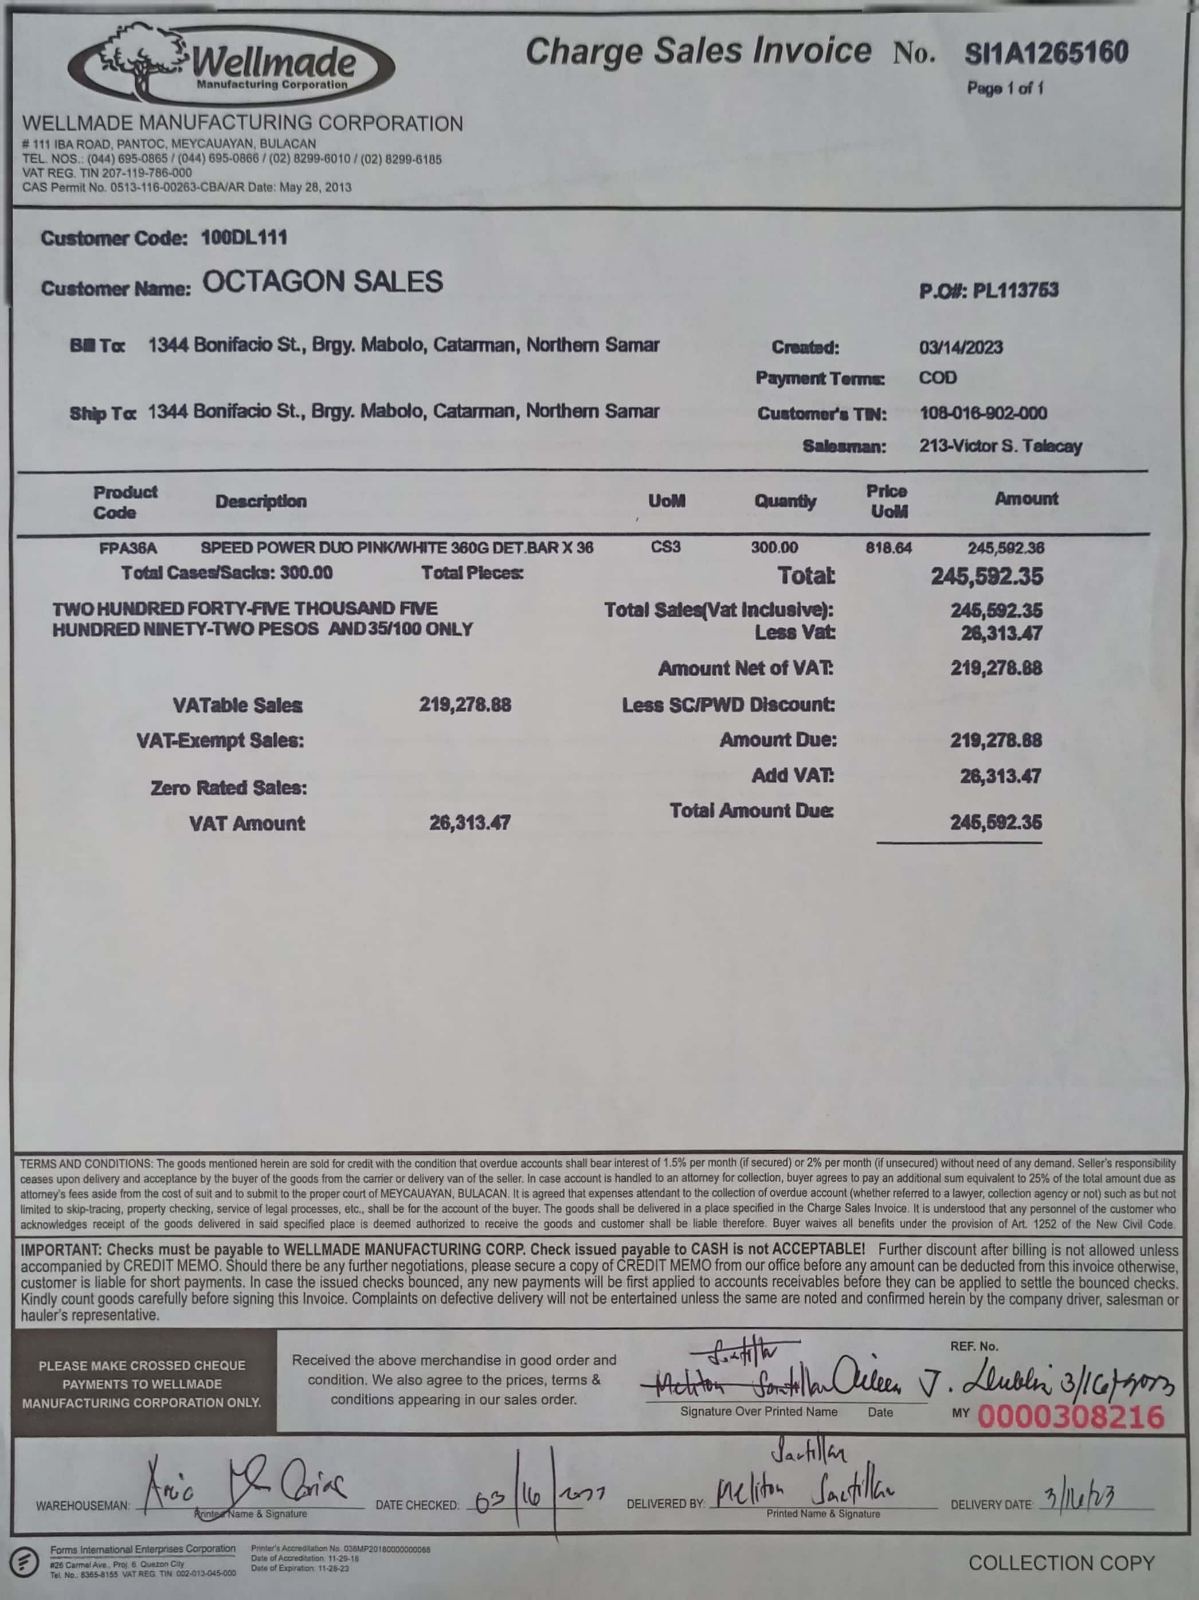 Wellmade
Manufacturing Corporation
Charge Sales Invoice No. SI1A1265160
Page 1 of 1
WELLMADE MANUFACTURING CORPORATION
# 111 IBA ROAD, PANTOC, MEYCAUAYAN, BULACAN
TEL. NOS.: (044) 695-0865 / (044) 695-0866 / (02) 8299-6010 / (02) 8299-6185
VAT REG. TIN 207-119-786-000
CAS Permit No. 0513-116-00263-CBA/AR Date: May 28, 2013
Customer Code: 100DL111
Customer Name: OCTAGON SALES
P.O#: PL113753
Bill To: 1344 Bonifacio St., Brgy. Mabolo, Catarman, Northern Samar
Created: 03/14/2023
Payment Terms: COD
Ship To: 1344 Bonifacio St., Brgy. Mabolo, Catarman, Northern Samar
Customer's TIN: 108-016-902-000
Salesman: 213-Victor S. Talacay
Product Code Description UoM Quantiy Price UoM Amount
FPA36A SPEED POWER DUO PINK/WHITE 360G DET.BAR X 36 CS3 300.00 818.64 245,592.36
Total Cases/Sacks: 300.00 Total Pieces: Total: 245,592.35
TWO HUNDRED FORTY-FIVE THOUSAND FIVE
HUNDRED NINETY-TWO PESOS AND 35/100 ONLY
Total Sales(Vat Inclusive): 245,592.35
Less Vat: 26,313.47
Amount Net of VAT: 219,278.88
VATable Sales 219,278.88 Less SC/PWD Discount:
VAT-Exempt Sales: Amount Due: 219,278.88
Zero Rated Sales: Add VAT: 26,313.47
VAT Amount 26,313.47 Total Amount Due: 245,592.35
TERMS AND CONDITIONS: The goods mentioned herein are sold for credit with the condition that overdue accounts shall bear interest of 1.5% per month (if secured) or 2% per month (if unsecured) without need of any demand. Seller's responsibility
ceases upon delivery and acceptance by the buyer of the goods from the carrier or delivery van of the seller. In case account is handled to an attorney for collection, buyer agrees to pay an additional sum equivalent to 25% of the total amount due as
attorney's fees aside from the cost of suit and to submit to the proper court of MEYCAUAYAN, BULACAN. It is agreed that expenses attendant to the collection of overdue account (whether referred to a lawyer, collection agency or not) such as but not
limited to skip-tracing, property checking, service of legal processes, etc., shall be for the account of the buyer. The goods shall be delivered in a place specified in the Charge Sales Invoice. It is understood that any personnel of the customer who
acknowledges receipt of the goods delivered in said specified place is deemed authorized to receive the goods and customer shall be liable therefore. Buyer waives all benefits under the provision of Art. 1252 of the New Civil Code.
IMPORTANT: Checks must be payable to WELLMADE MANUFACTURING CORP. Check issued payable to CASH is not ACCEPTABLE! Further discount after billing is not allowed unless
accompanied by CREDIT MEMO. Should there be any further negotiations, please secure a copy of CREDIT MEMO from our office before any amount can be deducted from this invoice otherwise,
customer is liable for short payments. In case the issued checks bounced, any new payments will be first applied to accounts receivables before they can be applied to settle the bounced checks.
Kindly count goods carefully before signing this Invoice. Complaints on defective delivery will not be entertained unless the same are noted and confirmed herein by the company driver, salesman or
hauler's representative.
PLEASE MAKE CROSSED CHEQUE
PAYMENTS TO WELLMADE
MANUFACTURING CORPORATION ONLY.
Received the above merchandise in good order and
condition. We also agree to the prices, terms &
conditions appearing in our sales order.
Santillan
Meliton Santillan Aileen J. 3/16/2023
Signature Over Printed Name Date
REF. No.
MY 0000308216
WAREHOUSEMAN:
Printed Name & Signature
DATE CHECKED: 03/16/
DELIVERED BY: Santillan
Meliton Santillan
Printed Name & Signature
DELIVERY DATE 3/16/23
Forms International Enterprises Corporation
#26 Carmel Ave., Proj. 6. Quezon City
Tel. No.: 8365-8155 VAT REG. TIN 002-013-045-000
Printer's Accreditation No. 038MP20180000000068
Date of Accreditation. 11-29-18
Date of Expiration. 11-28-23
COLLECTION COPY